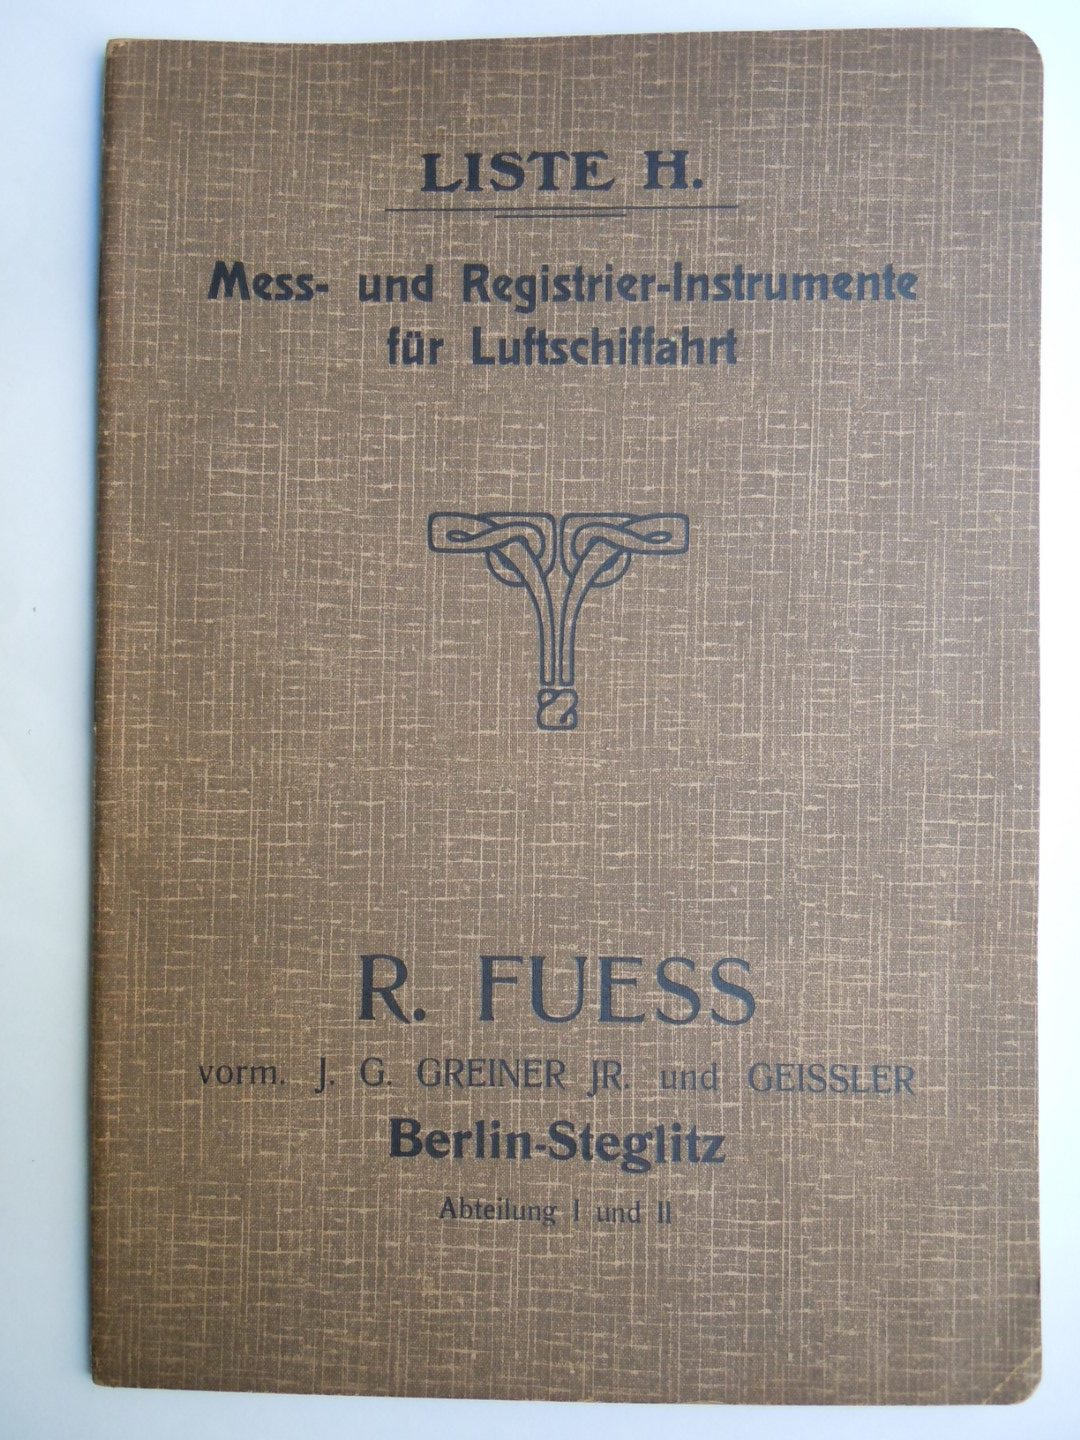 LISTE H.
Mess- und Registrier-Instrumente
für Luftschiffahrt
R. FUESS
vorm. J. G. GREINER JR. und GEISSLER
Berlin-Steglitz
Abteilung I und II